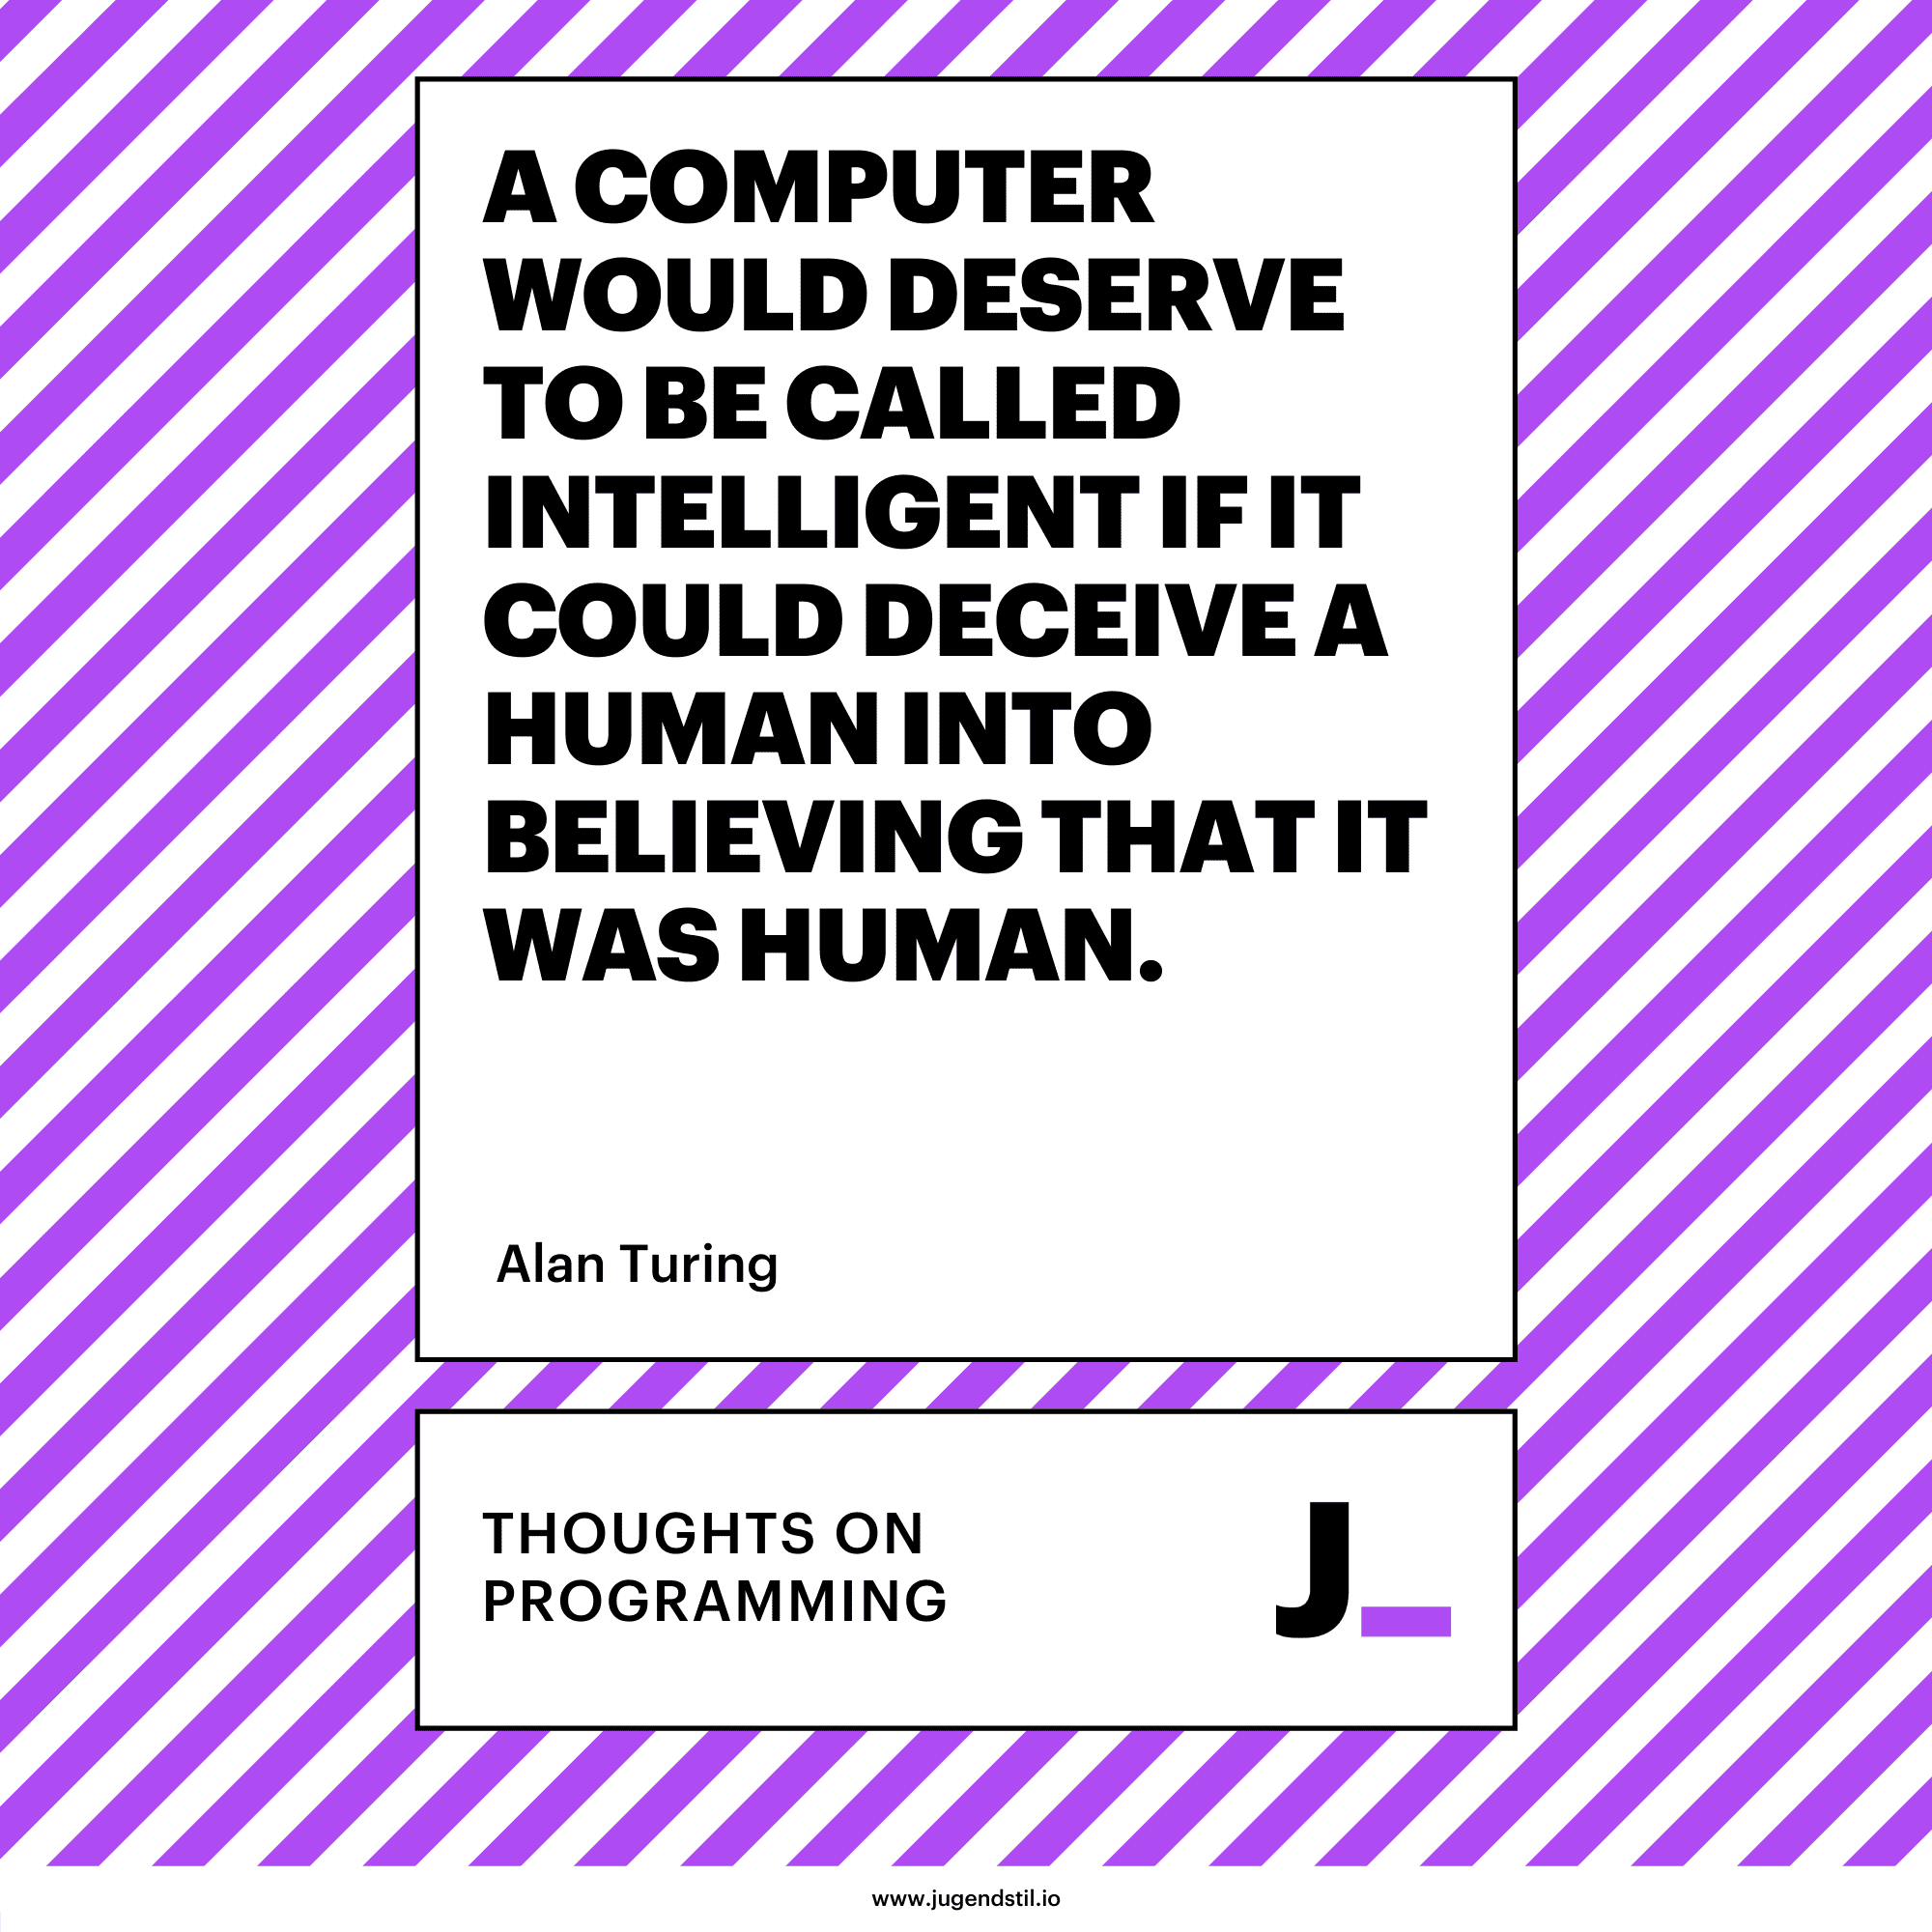 A COMPUTER
WOULD DESERVE
TO BE CALLED
INTELLIGENT IF IT
COULD DECEIVE A
HUMAN INTO
BELIEVING THAT IT
WAS HUMAN.
Alan Turing
THOUGHTS ON
PROGRAMMING
J_
www.jugendstil.io